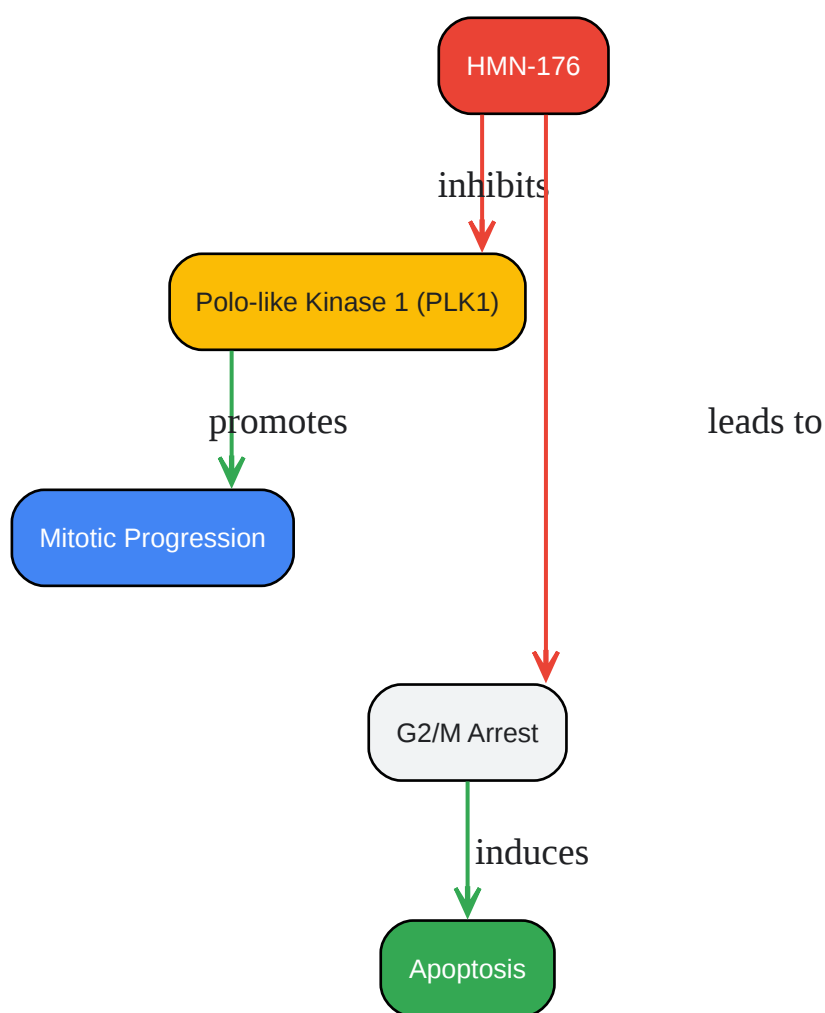 HMN-176
inhibits
Polo-like Kinase 1 (PLK1)
promotes
leads to
Mitotic Progression
G2/M Arrest
induces
Apoptosis